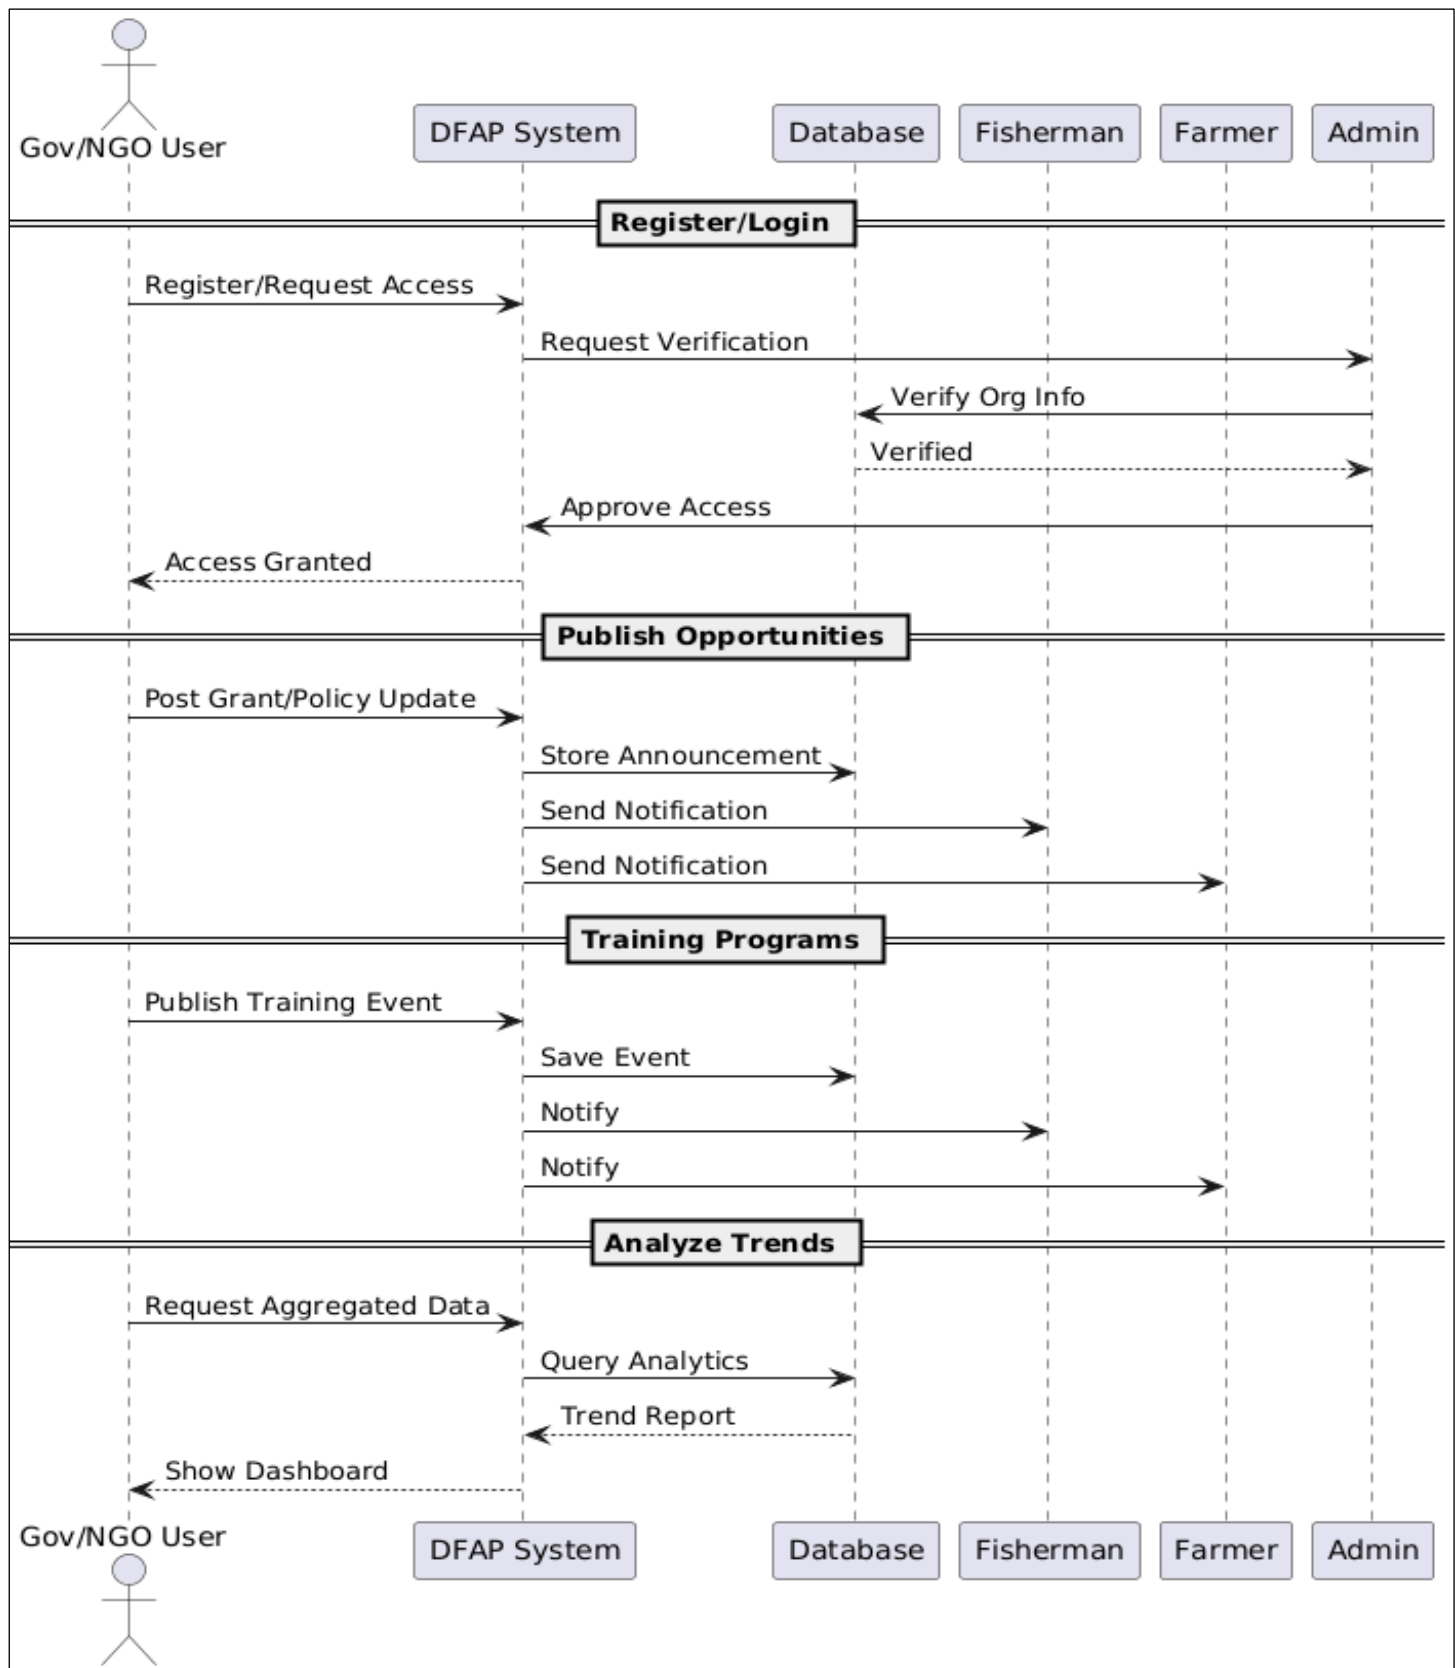 Gov/NGO User
DFAP System
Database
Fisherman
Farmer
Admin
Register/Login
Register/Request Access
Request Verification
Verify Org Info
Verified
Approve Access
Access Granted
Publish Opportunities
Post Grant/Policy Update
Store Announcement
Send Notification
Send Notification
Training Programs
Publish Training Event
Save Event
Notify
Notify
Analyze Trends
Request Aggregated Data
Query Analytics
Trend Report
Show Dashboard
Gov/NGO User
DFAP System
Database
Fisherman
Farmer
Admin